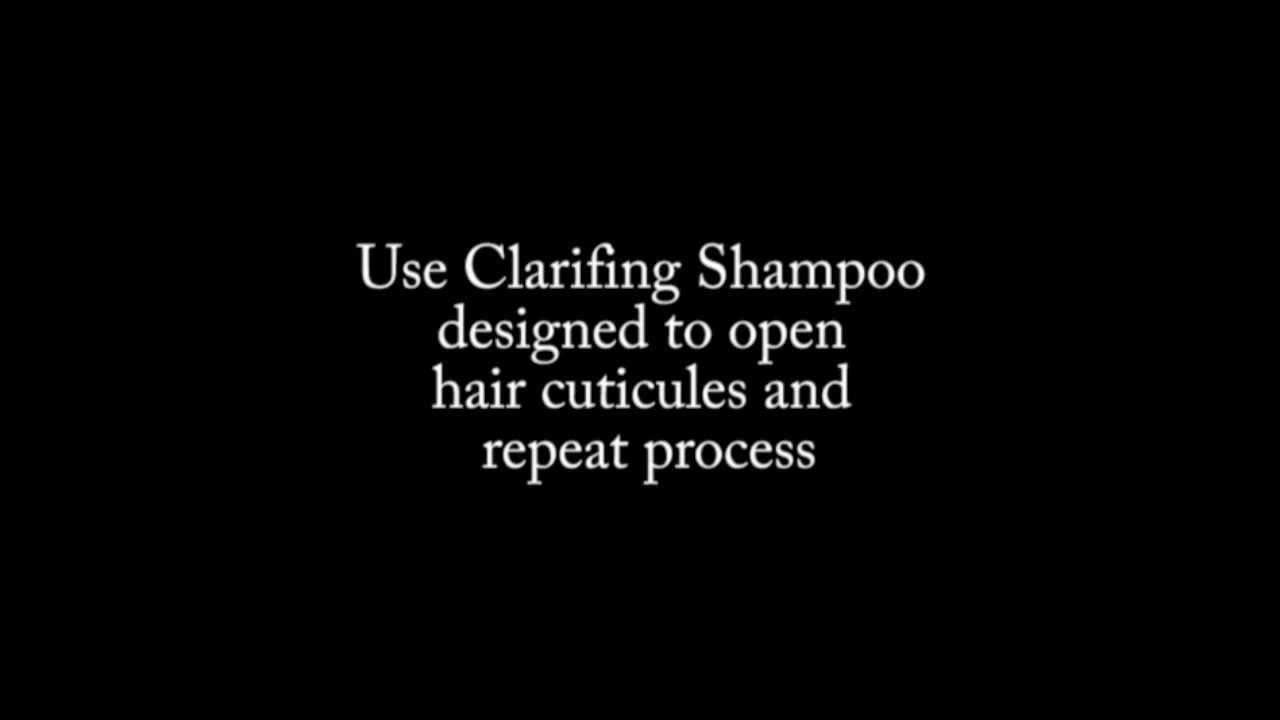 Use Clarifing Shampoo
designed to open
hair cuticules and
repeat process